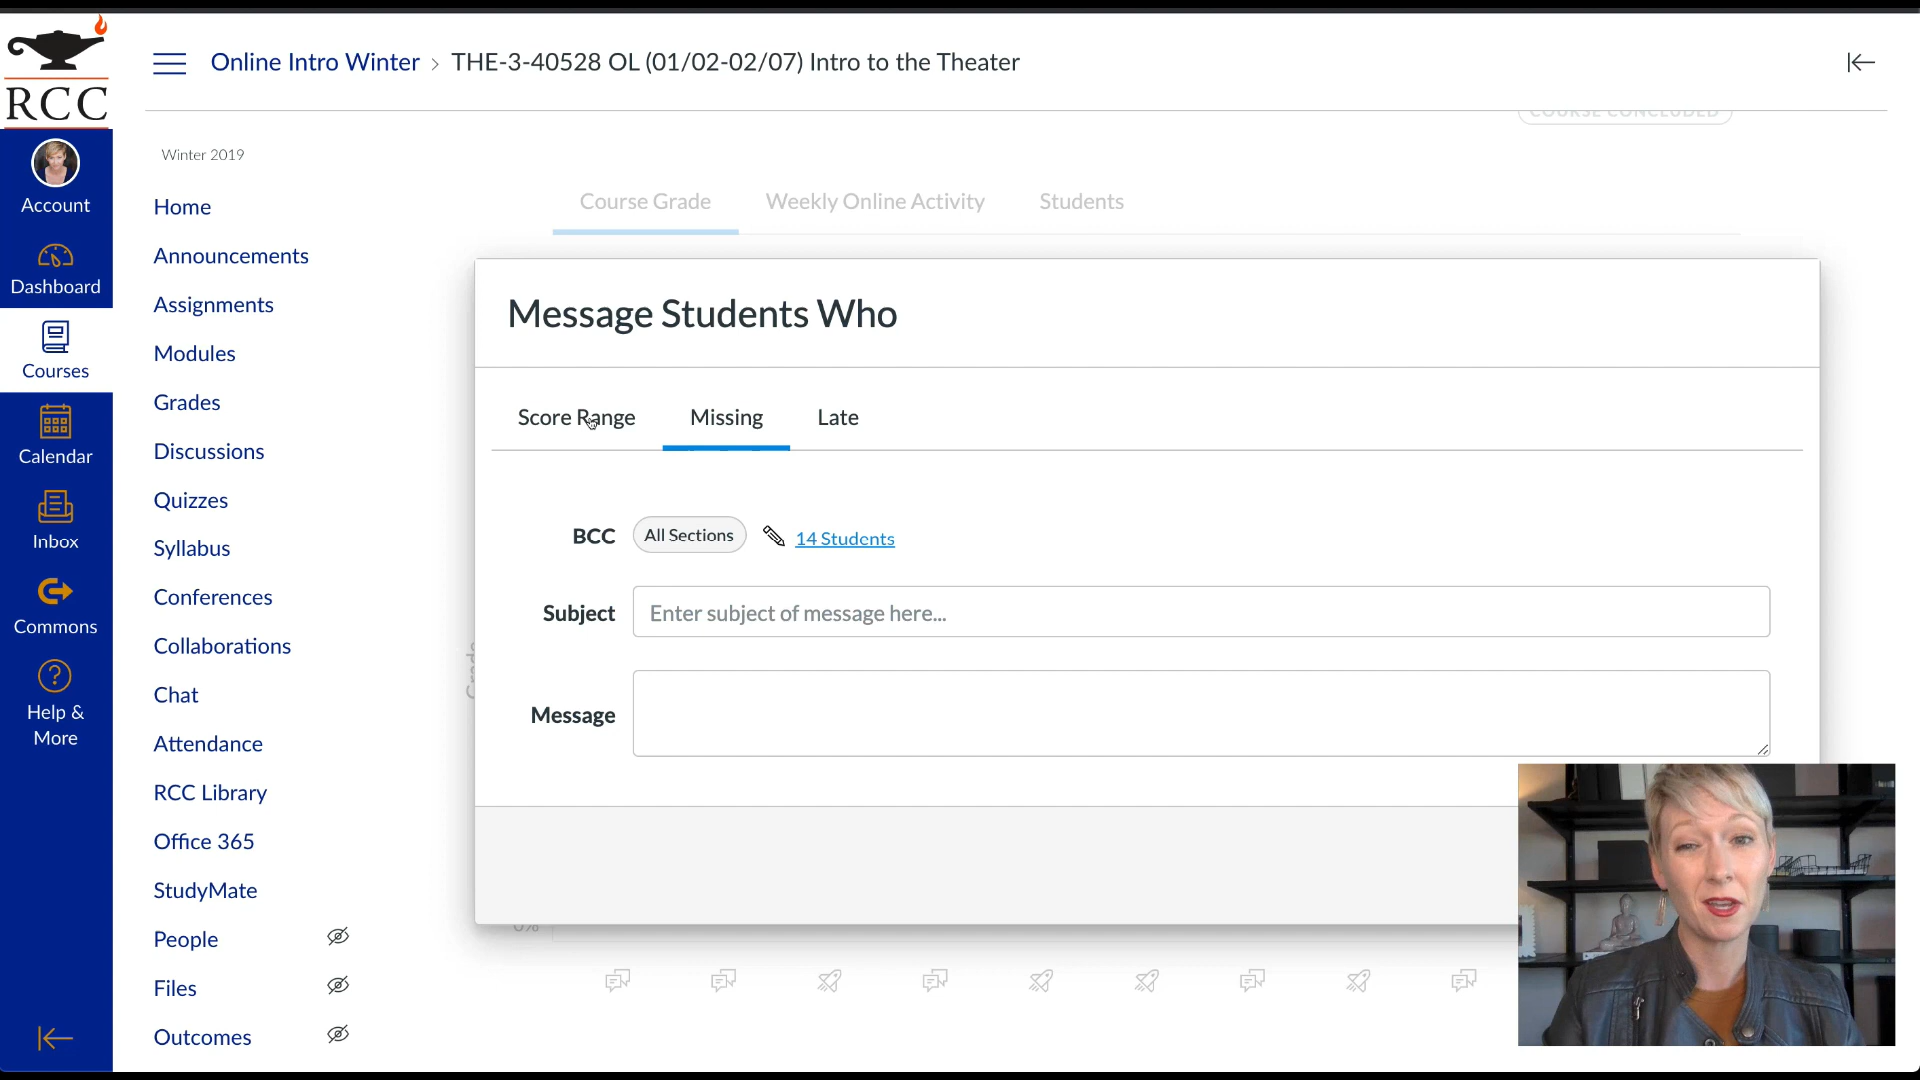 RCC
Online Intro Winter > THE-3-40528 OL (01/02-02/07) Intro to the Theater
COURSE CONCLUDED
Account
Dashboard
Courses
Calendar
Inbox
Commons
Help &
More
Winter 2019
Home
Announcements
Assignments
Modules
Grades
Discussions
Quizzes
Syllabus
Conferences
Collaborations
Chat
Attendance
RCC Library
Office 365
StudyMate
People
Files
Outcomes
Course Grade Weekly Online Activity Students
Message Students Who
Score Range Missing Late
BCC All Sections 14 Students
Subject Enter subject of message here...
Message
0%